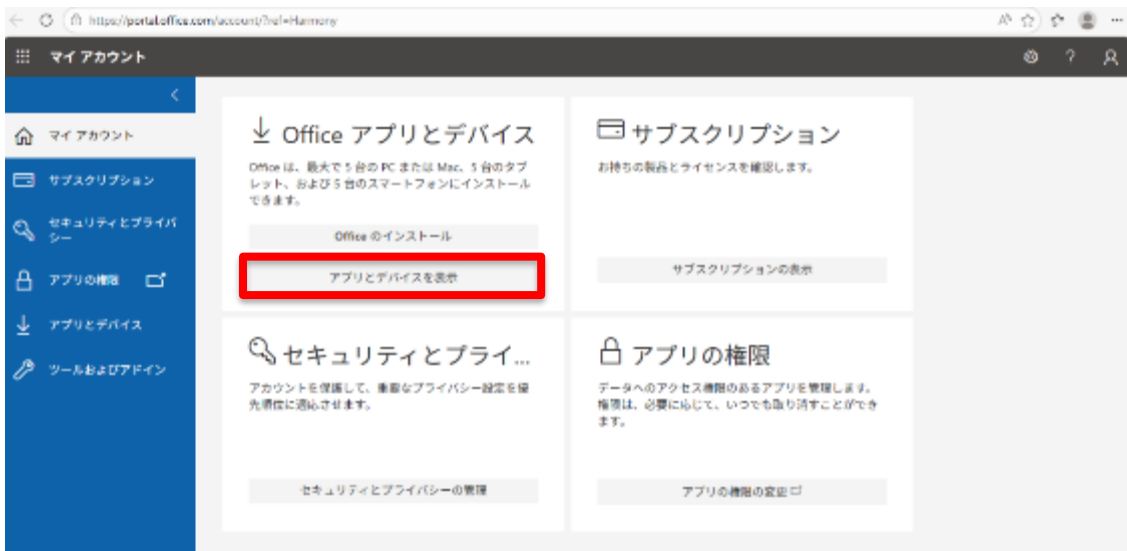 https://portal.office.com/account/?ref=Harmony
マイ アカウント
?
マイ アカウント
サブスクリプション
セキュリティとプライバ
シー
アプリの権限
アプリとデバイス
ツールおよびアドイン
Office アプリとデバイス
Office は、最大で 5 台の PC または Mac、5 台のタブ
レット、および 5 台のスマートフォンにインストール
できます。
Office のインストール
アプリとデバイスを表示
サブスクリプション
お持ちの製品とライセンスを確認します。
サブスクリプションの表示
セキュリティとプライ...
アカウントを保護して、重要なプライバシー設定を優
先順位に適応させます。
セキュリティとプライバシーの管理
アプリの権限
データへのアクセス権限のあるアプリを管理します。
権限は、必要に応じて、いつでも取り消すことができ
ます。
アプリの権限の変更